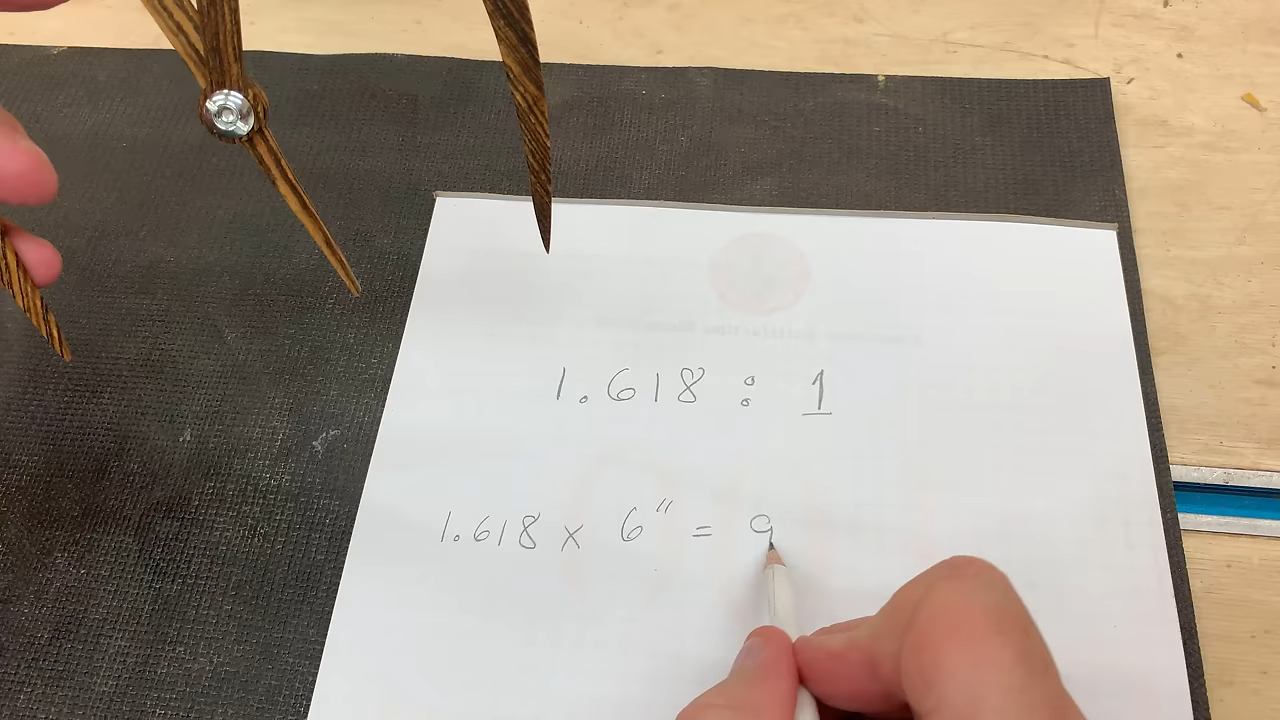 1.618 : 1
1.618 x 6" = 9